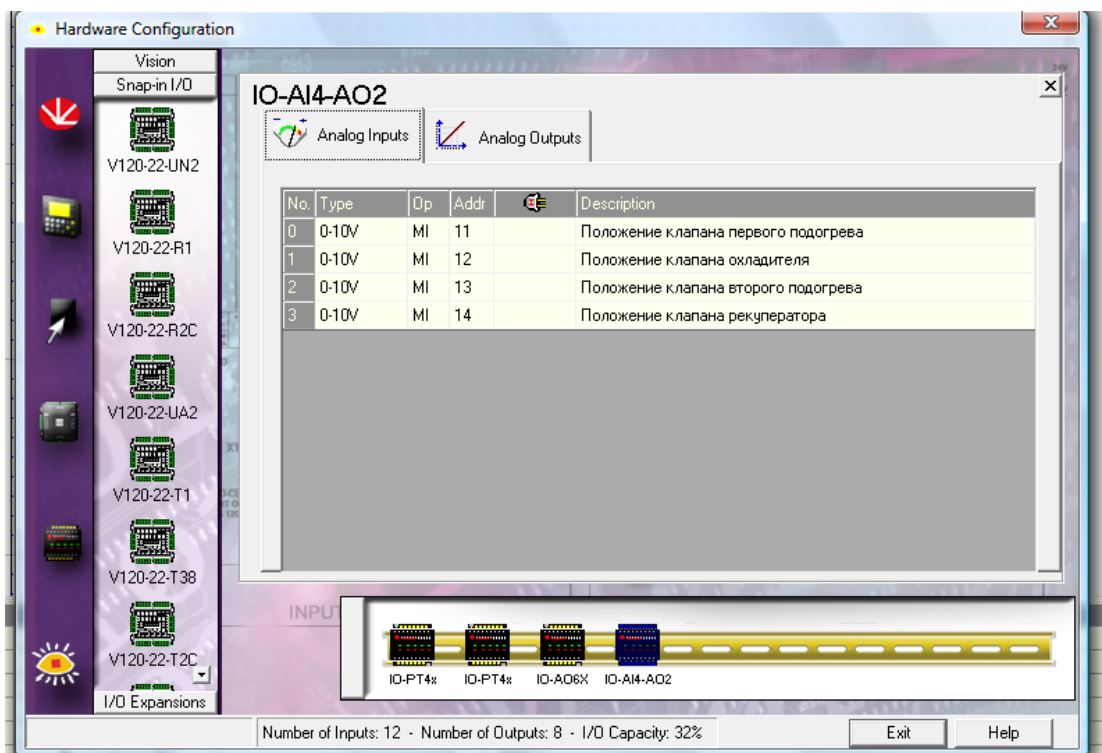 Hardware Configuration
Vision
Snap-in I/O
V120-22-UN2
V120-22-R1
V120-22-R2C
V120-22-UA2
V120-22-T1
V120-22-T38
V120-22-T2C
I/O Expansions
IO-AI4-AO2
Analog Inputs
Analog Outputs
No. Type Op Addr Description
0 0-10V MI 11 Положение клапана первого подогрева
1 0-10V MI 12 Положение клапана охладителя
2 0-10V MI 13 Положение клапана второго подогрева
3 0-10V MI 14 Положение клапана рекуператора
INPUT
IO-PT4x IO-PT4x IO-AO6X IO-AI4-AO2
Number of Inputs: 12 - Number of Outputs: 8 - I/O Capacity: 32%
Exit
Help